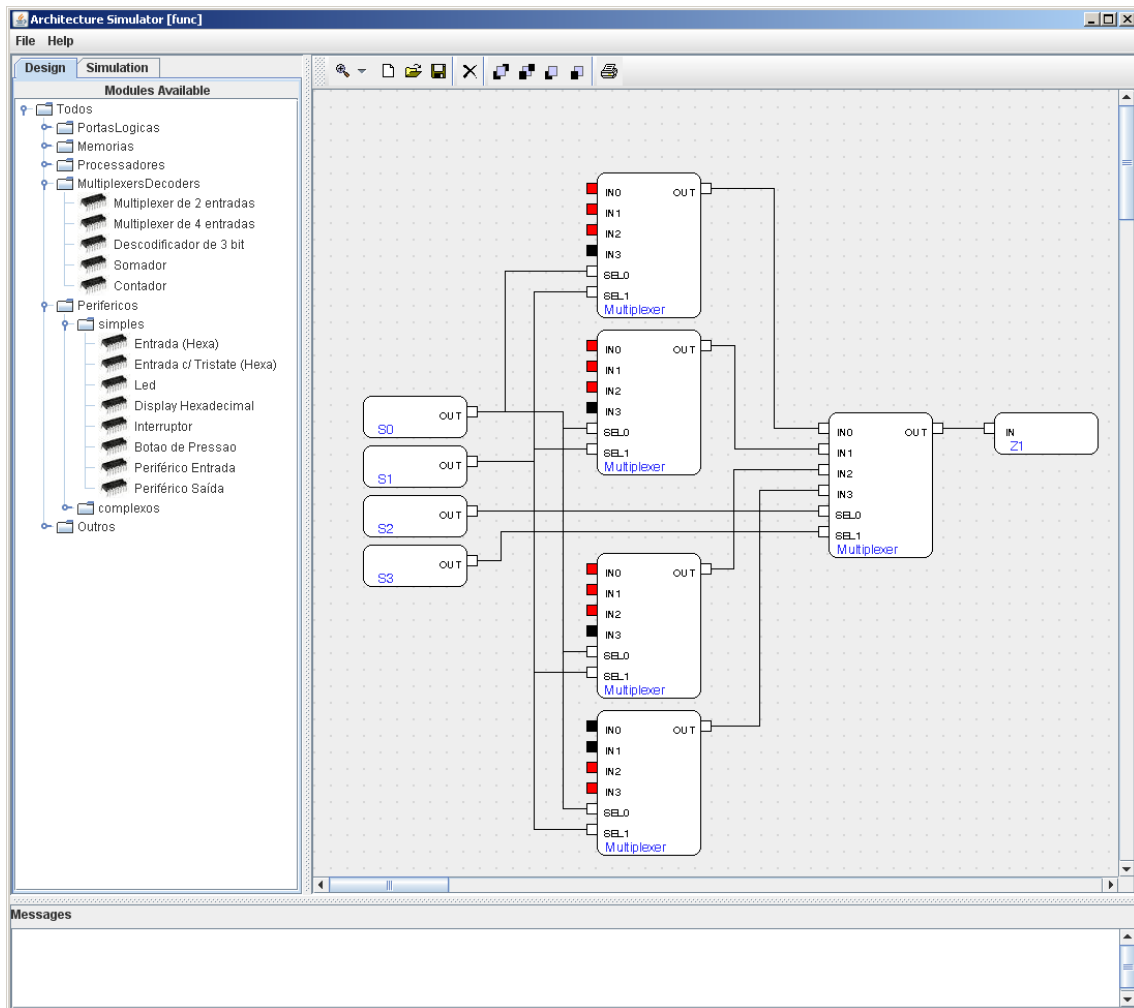 Architecture Simulator [func]
File Help
Design Simulation
Modules Available
Todos
PortasLogicas
Memorias
Processadores
MultiplexersDecoders
Multiplexer de 2 entradas
Multiplexer de 4 entradas
Descodificador de 3 bit
Somador
Contador
Perifericos
simples
Entrada (Hexa)
Entrada c/ Tristate (Hexa)
Led
Display Hexadecimal
Interruptor
Botao de Pressao
Periférico Entrada
Periférico Saída
complexos
Outros
IN0 OUT
IN1
IN2
IN3
SEL0
SEL1
Multiplexer
IN0 OUT
IN1
IN2
IN3
SEL0
SEL1
Multiplexer
OUT
S0
OUT
S1
OUT
S2
OUT
S3
IN0 OUT
IN1
IN2
IN3
SEL0
SEL1
Multiplexer
IN
Z1
IN0 OUT
IN1
IN2
IN3
SEL0
SEL1
Multiplexer
IN0 OUT
IN1
IN2
IN3
SEL0
SEL1
Multiplexer
Messages